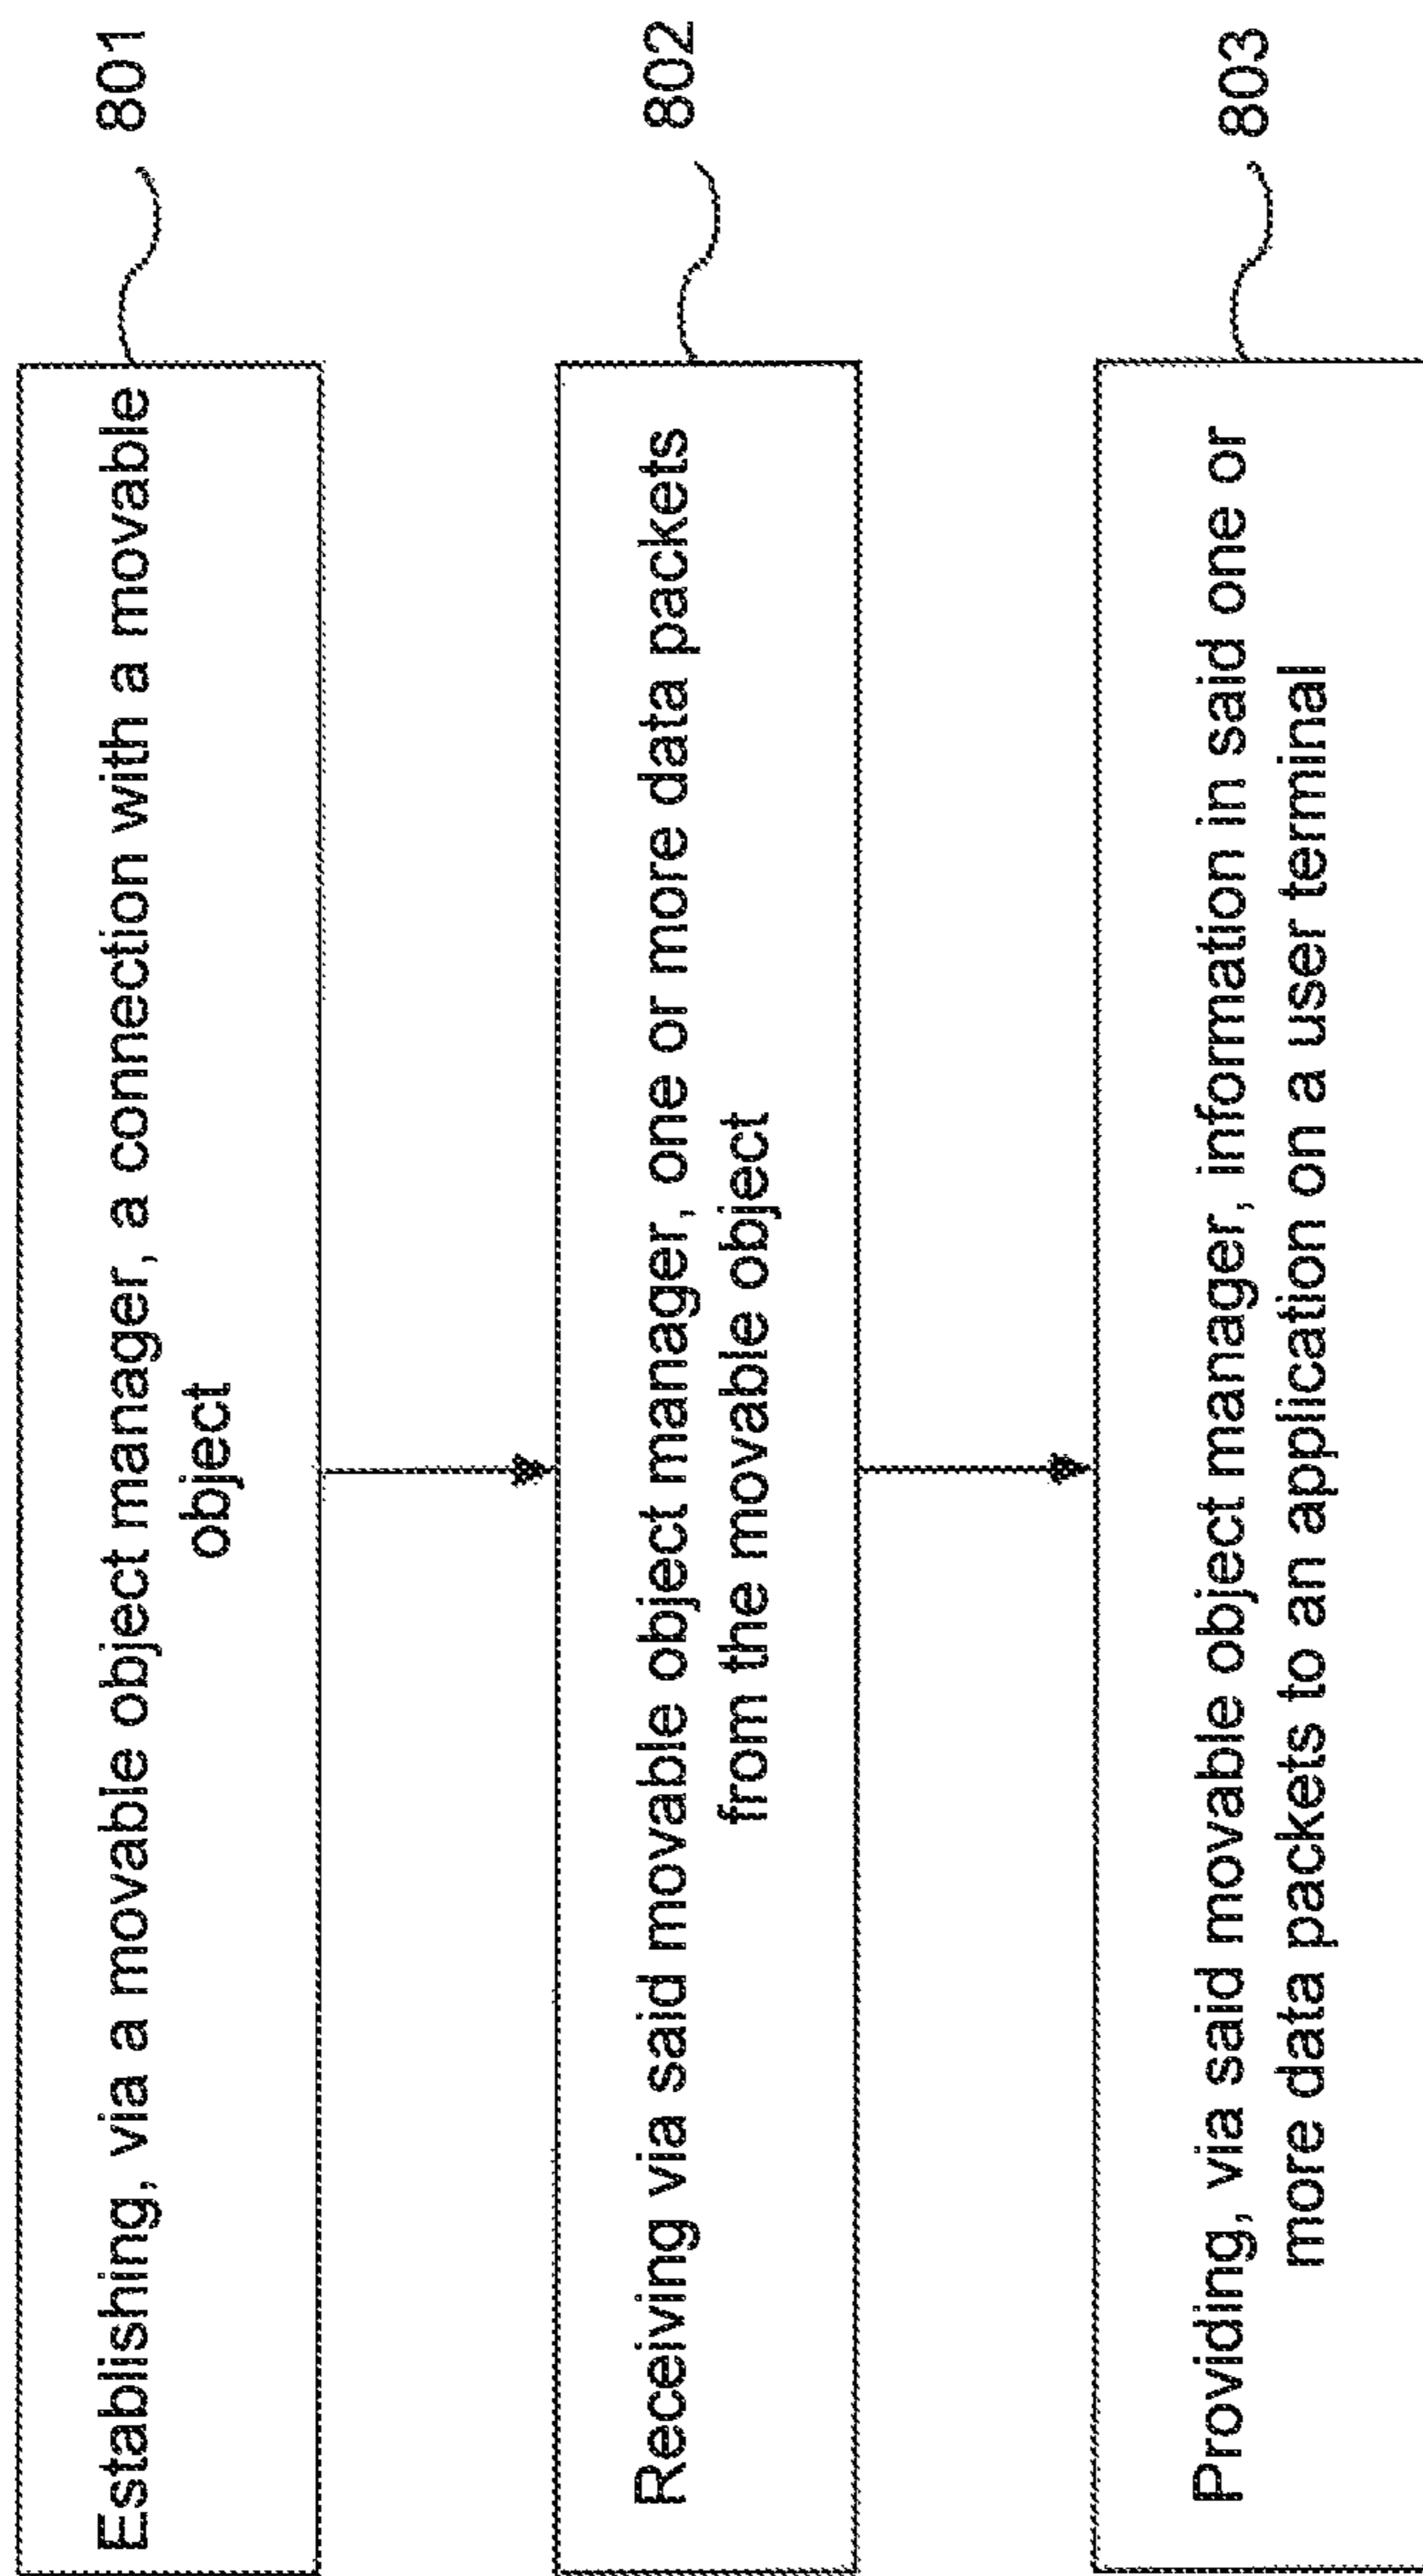 Establishing, via a movable object manager, a connection with a movable
object
801
Receiving via said movable object manager, one or more data packets
from the movable object
802
Providing, via said movable object manager, information in said one or
more data packets to an application on a user terminal
803